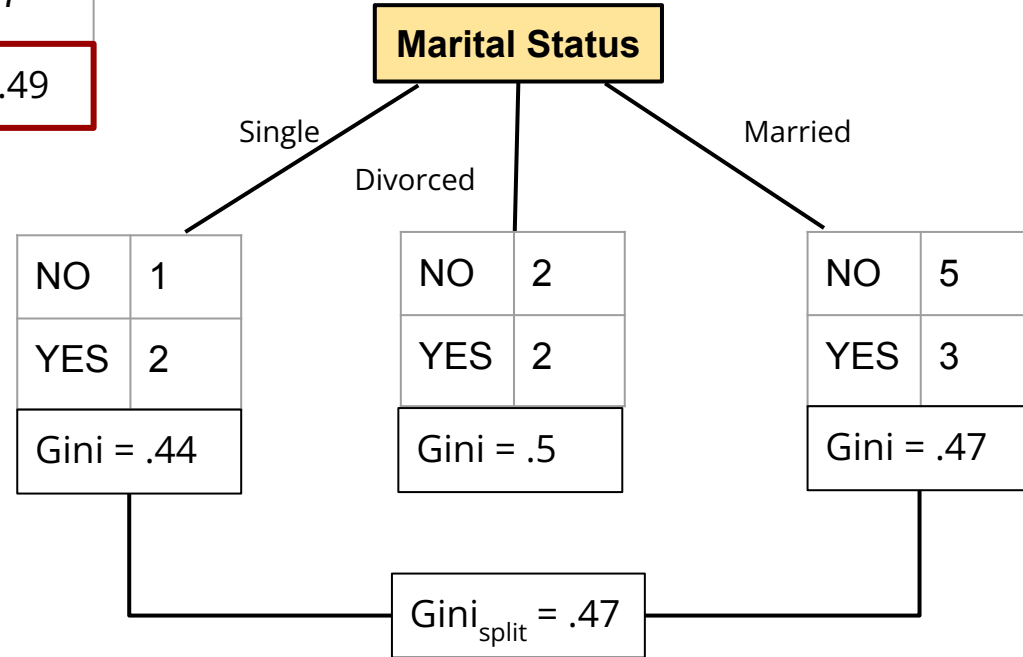 7
.49
Marital Status
Single
Divorced
Married
NO 1
YES 2
Gini = .44
NO 2
YES 2
Gini = .5
NO 5
YES 3
Gini = .47
Gini split = .47